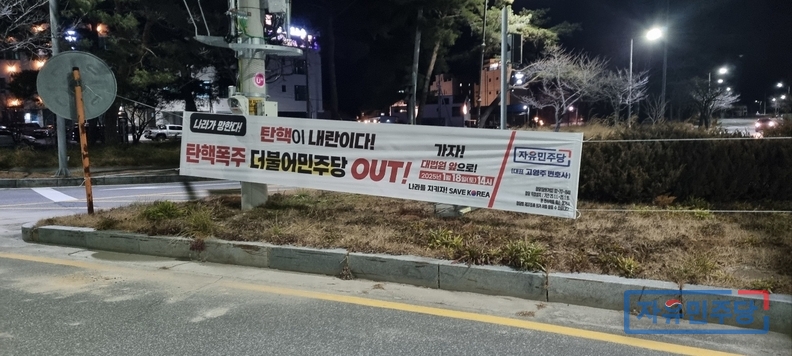 나라가 망한다!
탄핵이 내란이다!
탄핵폭주 더불어민주당 OUT!
가자!
대법원 앞으로!
2025년 1월 18일(토) 14시
나라를 지키자! SAVE KOREA
자유민주당
(대표 고영주 변호사)
자유민주당